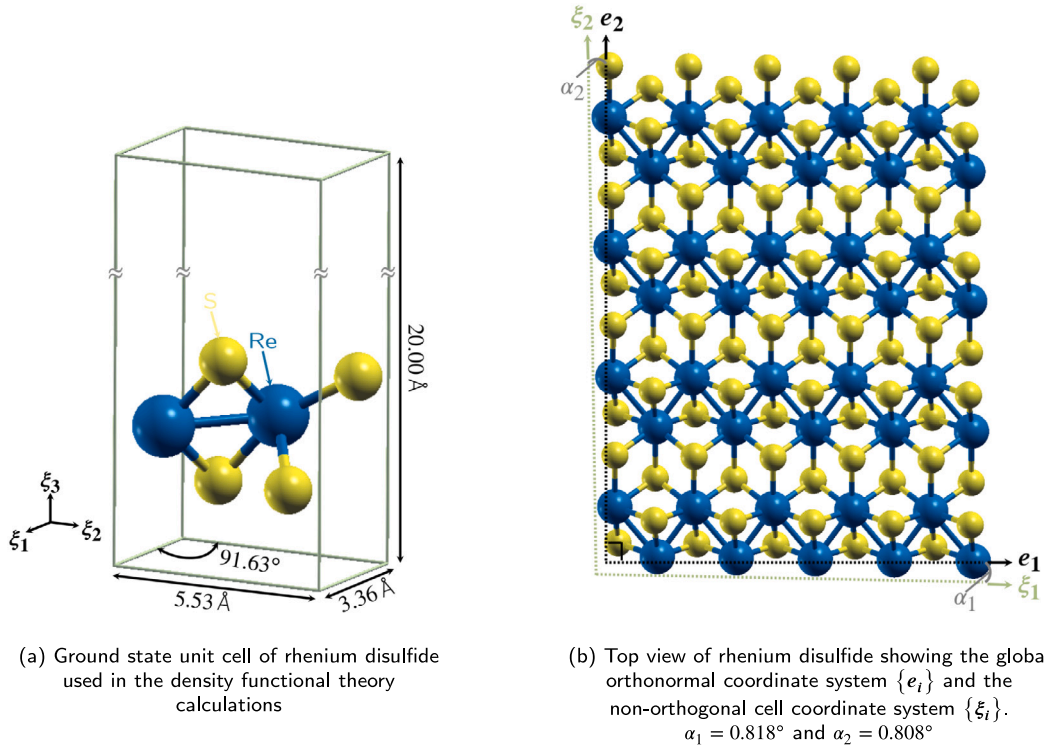 S
Re
20.00 Å
ξ3
ξ1
ξ2
91.63°
5.53 Å
3.36 Å
(a) Ground state unit cell of rhenium disulfide
used in the density functional theory
calculations
ξ2
e2
α2
e1
ξ1
α1
(b) Top view of rhenium disulfide showing the globa
orthonormal coordinate system {ei} and the
non-orthogonal cell coordinate system {ξi}.
α1 = 0.818° and α2 = 0.808°